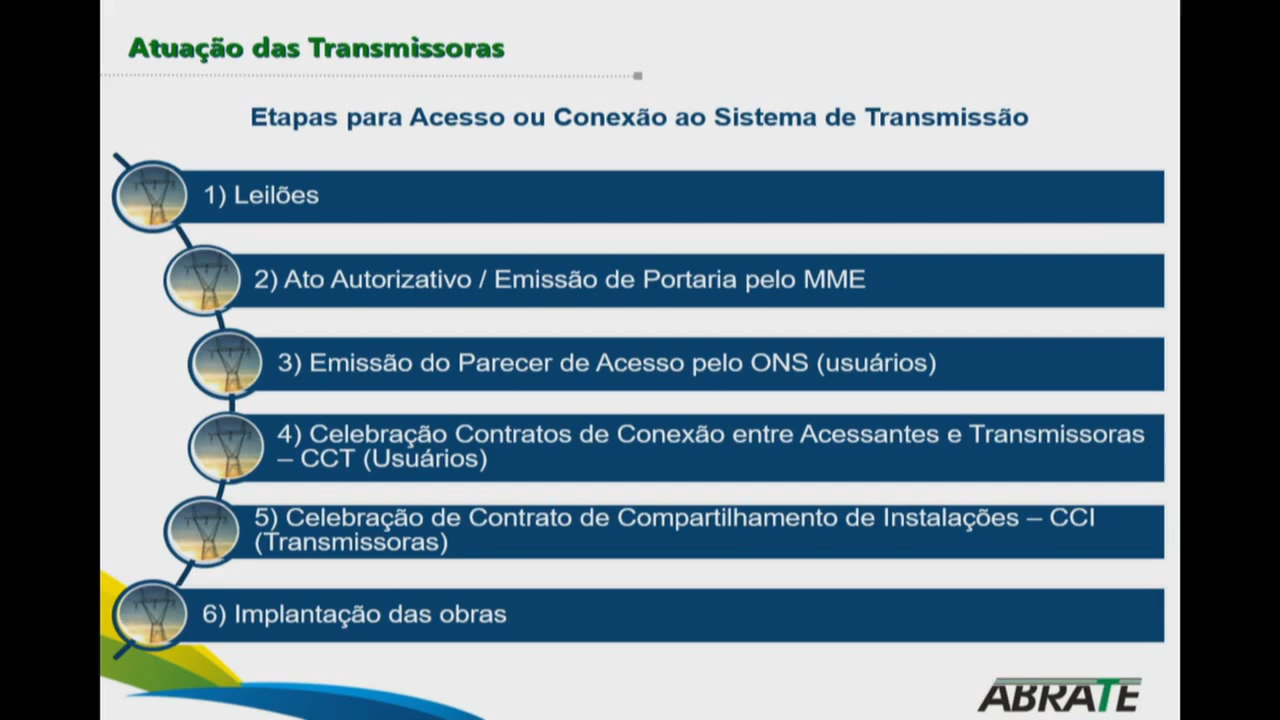 Atuação das Transmissoras
Etapas para Acesso ou Conexão ao Sistema de Transmissão
1) Leilões
2) Ato Autorizativo / Emissão de Portaria pelo MME
3) Emissão do Parecer de Acesso pelo ONS (usuários)
4) Celebração Contratos de Conexão entre Acessantes e Transmissoras
– CCT (Usuários)
5) Celebração de Contrato de Compartilhamento de Instalações – CCI
(Transmissoras)
6) Implantação das obras
ABRATE